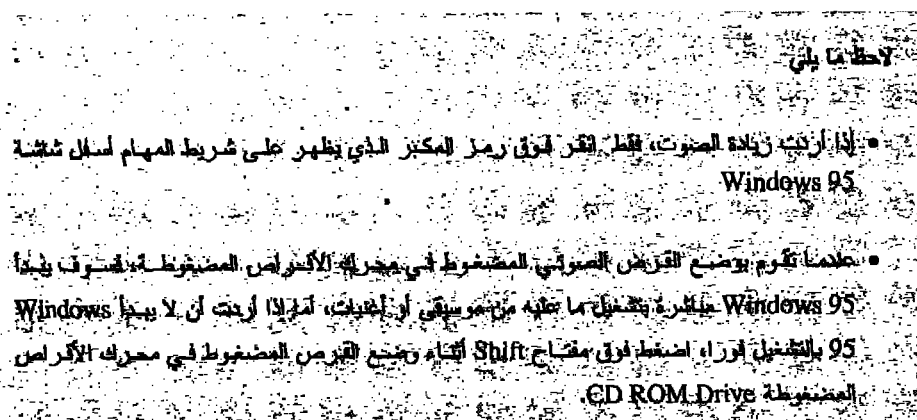 لاحظ ما يلي
• إذا أردت زيادة الصوت، فقط انقر فوق رمز المكبر الذي يظهر على شريط المهام أسفل شاشة
Windows 95
• عندما تقوم بوضع القرص الصوتي المضغوط في محرك الأقراص المضغوطة، فسوف يبدأ
Windows 95 مباشرة بتشغيل ما عليه من موسيقى أو أغنيات، أما إذا أردت أن لا يبدأ Windows
95 بالتشغيل فوراً، اضغط فوق مفتاح Shift أثناء وضع القرص المضغوط في محرك الأقراص
المضغوطة CD ROM Drive.